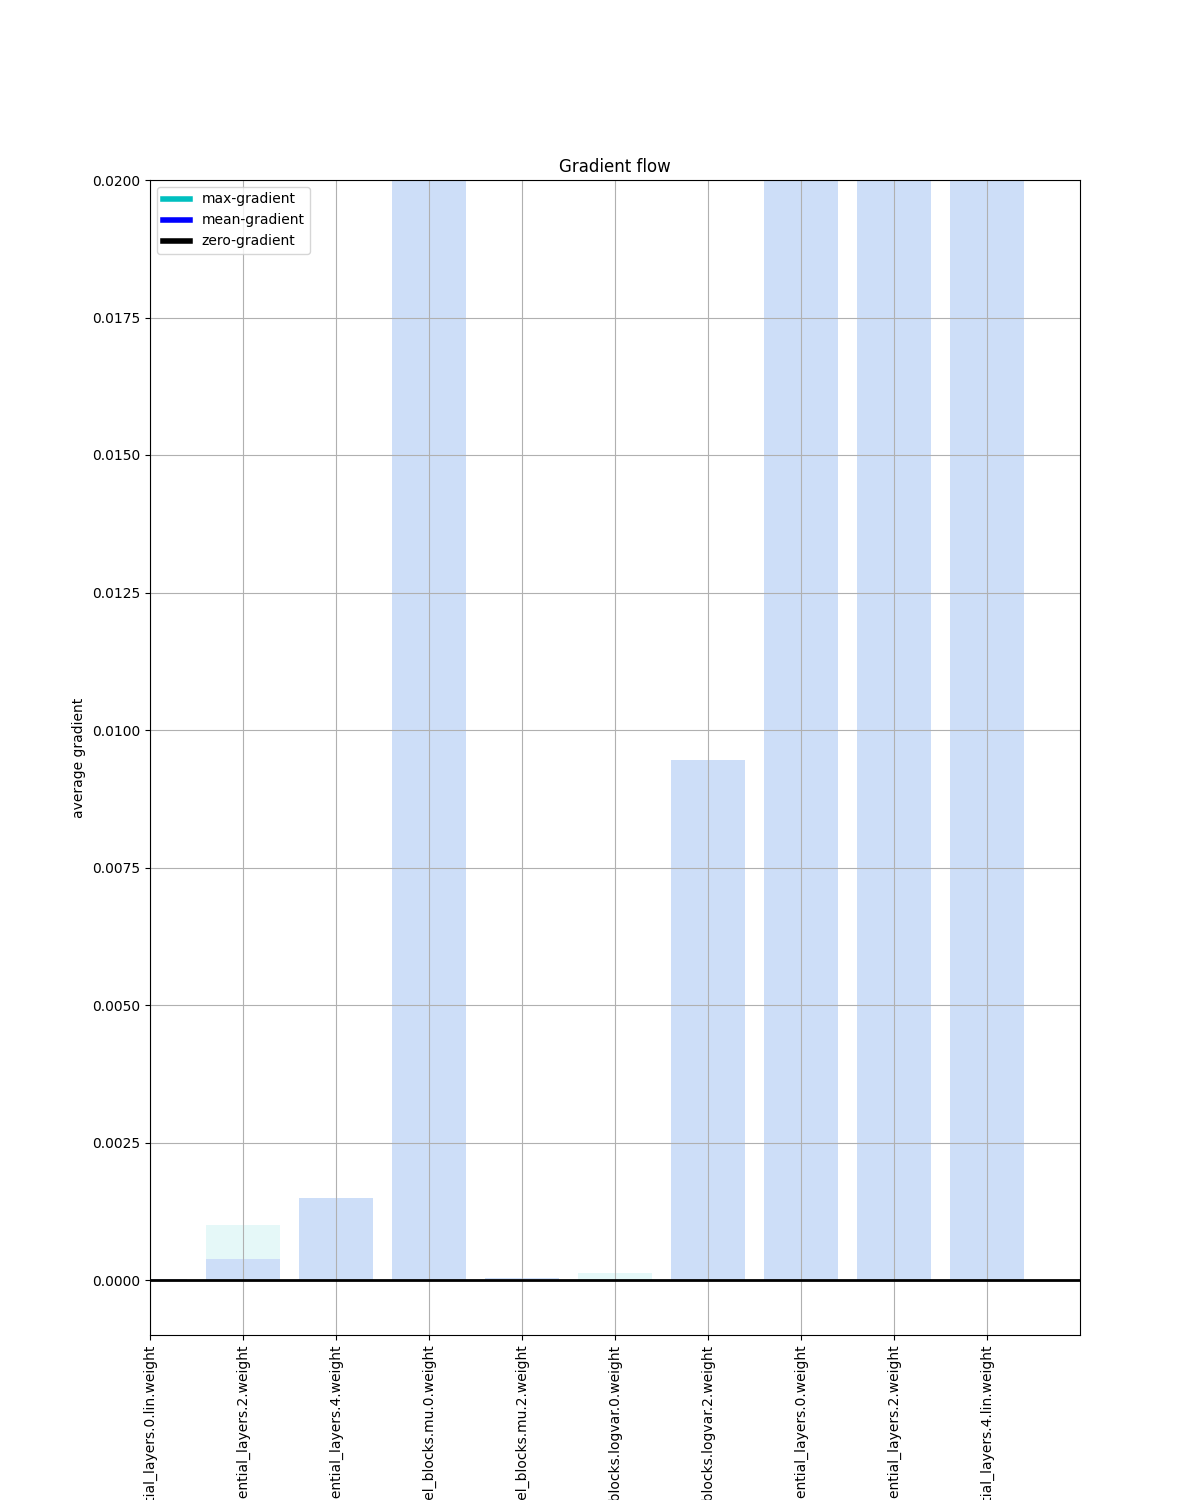 Gradient flow
max-gradient
mean-gradient
zero-gradient
0.0200
0.0175
0.0150
0.0125
0.0100
0.0075
0.0050
0.0025
0.0000
average gradient
tial_layers.0.lin.weight
ential_layers.2.weight
ential_layers.4.weight
el_blocks.mu.0.weight
el_blocks.mu.2.weight
blocks.logvar.0.weight
blocks.logvar.2.weight
ential_layers.0.weight
ential_layers.2.weight
tial_layers.4.lin.weight